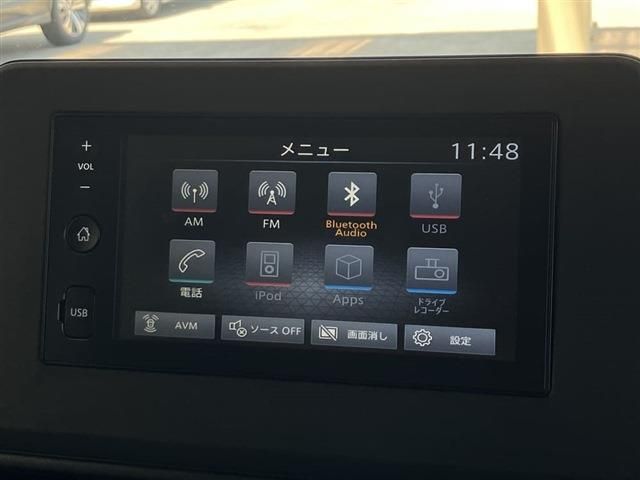 メニュー 11:48
+
VOL
−
AM FM Bluetooth Audio USB
電話 iPod Apps ドライブ レコーダー
USB
AVM ソース OFF 画面消し 設定